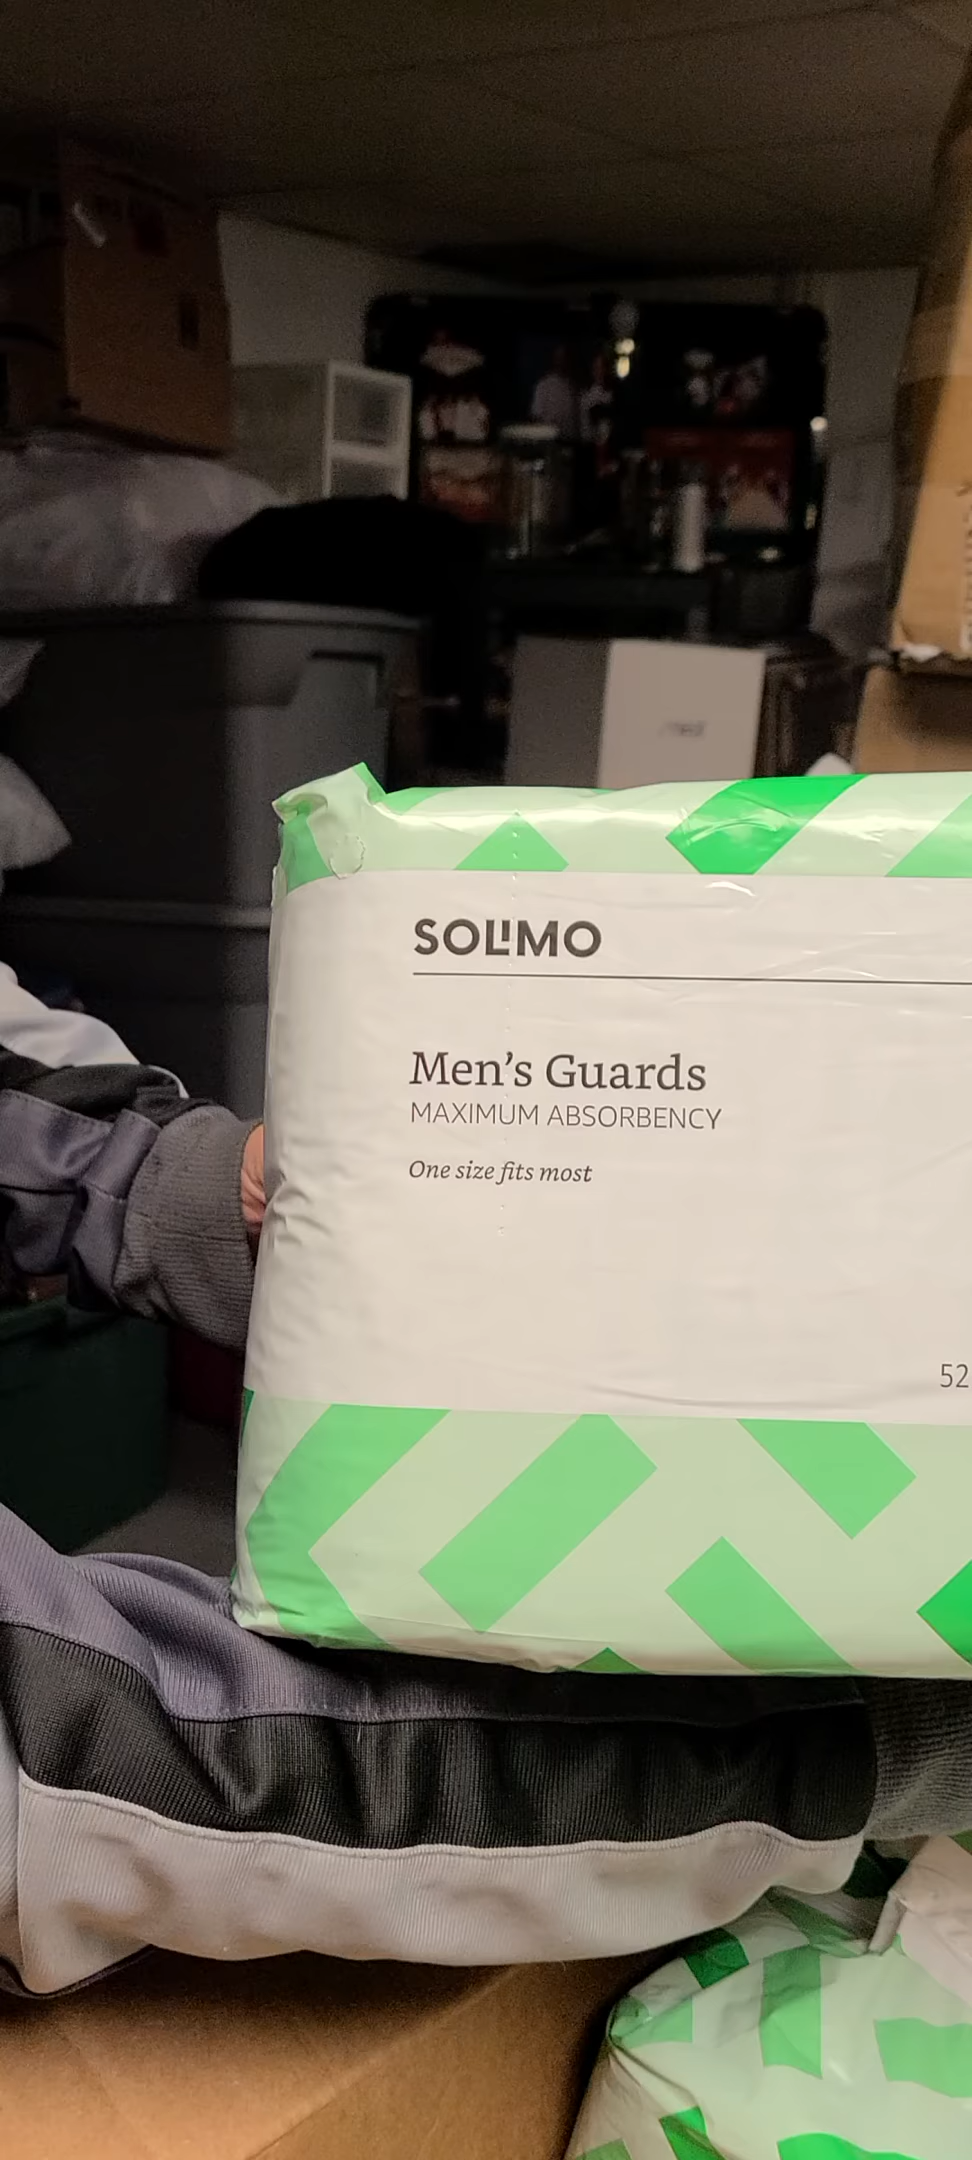 SOLIMO
Men's Guards
MAXIMUM ABSORBENCY
One size fits most
52